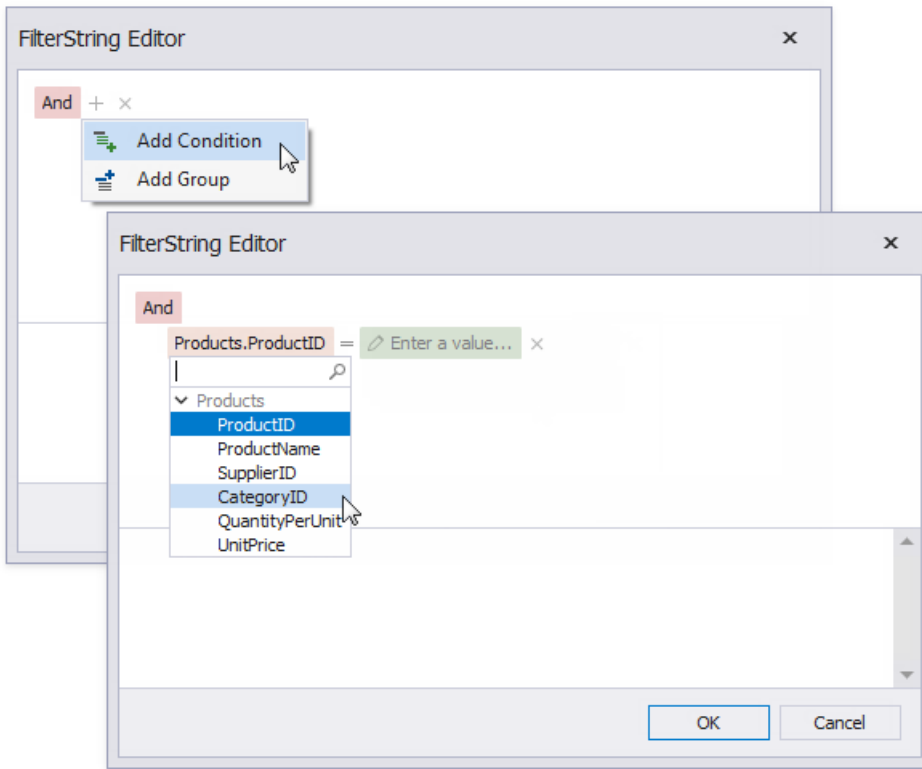 FilterString Editor
And
Add Condition
Add Group
FilterString Editor
And
Products.ProductID = Enter a value...
Products
ProductID
ProductName
SupplierID
CategoryID
QuantityPerUnit
UnitPrice
OK Cancel